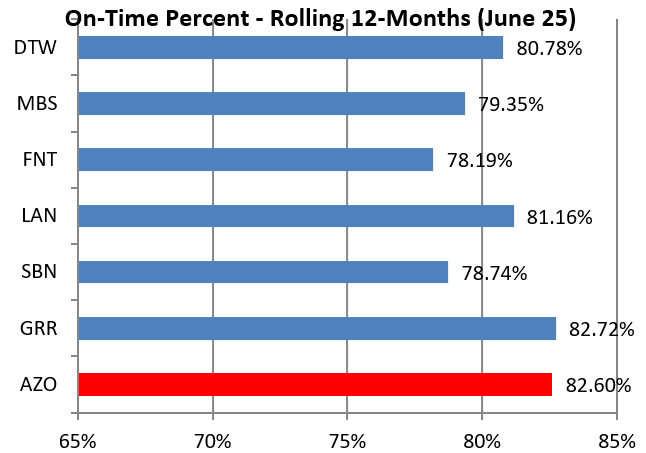 On-Time Percent - Rolling 12-Months (June 25)
DTW 80.78%
MBS 79.35%
FNT 78.19%
LAN 81.16%
SBN 78.74%
GRR 82.72%
AZO 82.60%
65% 70% 75% 80% 85%